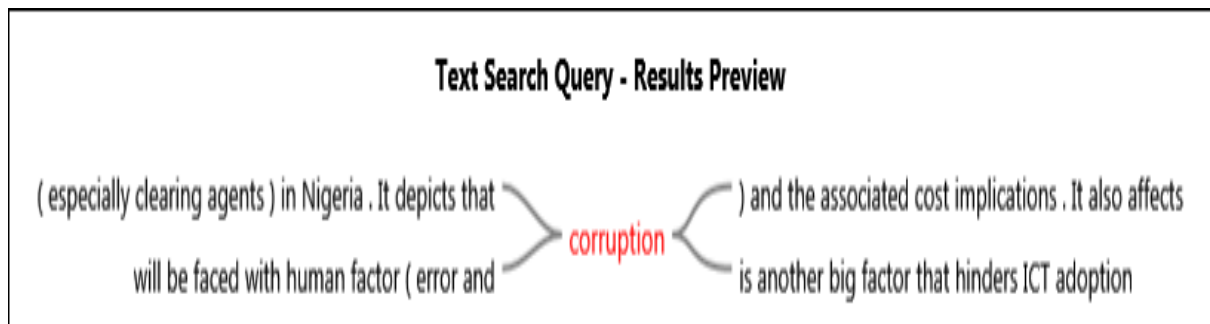 Text Search Query - Results Preview
( especially clearing agents ) in Nigeria . It depicts that
) and the associated cost implications . It also affects
corruption
will be faced with human factor ( error and
is another big factor that hinders ICT adoption